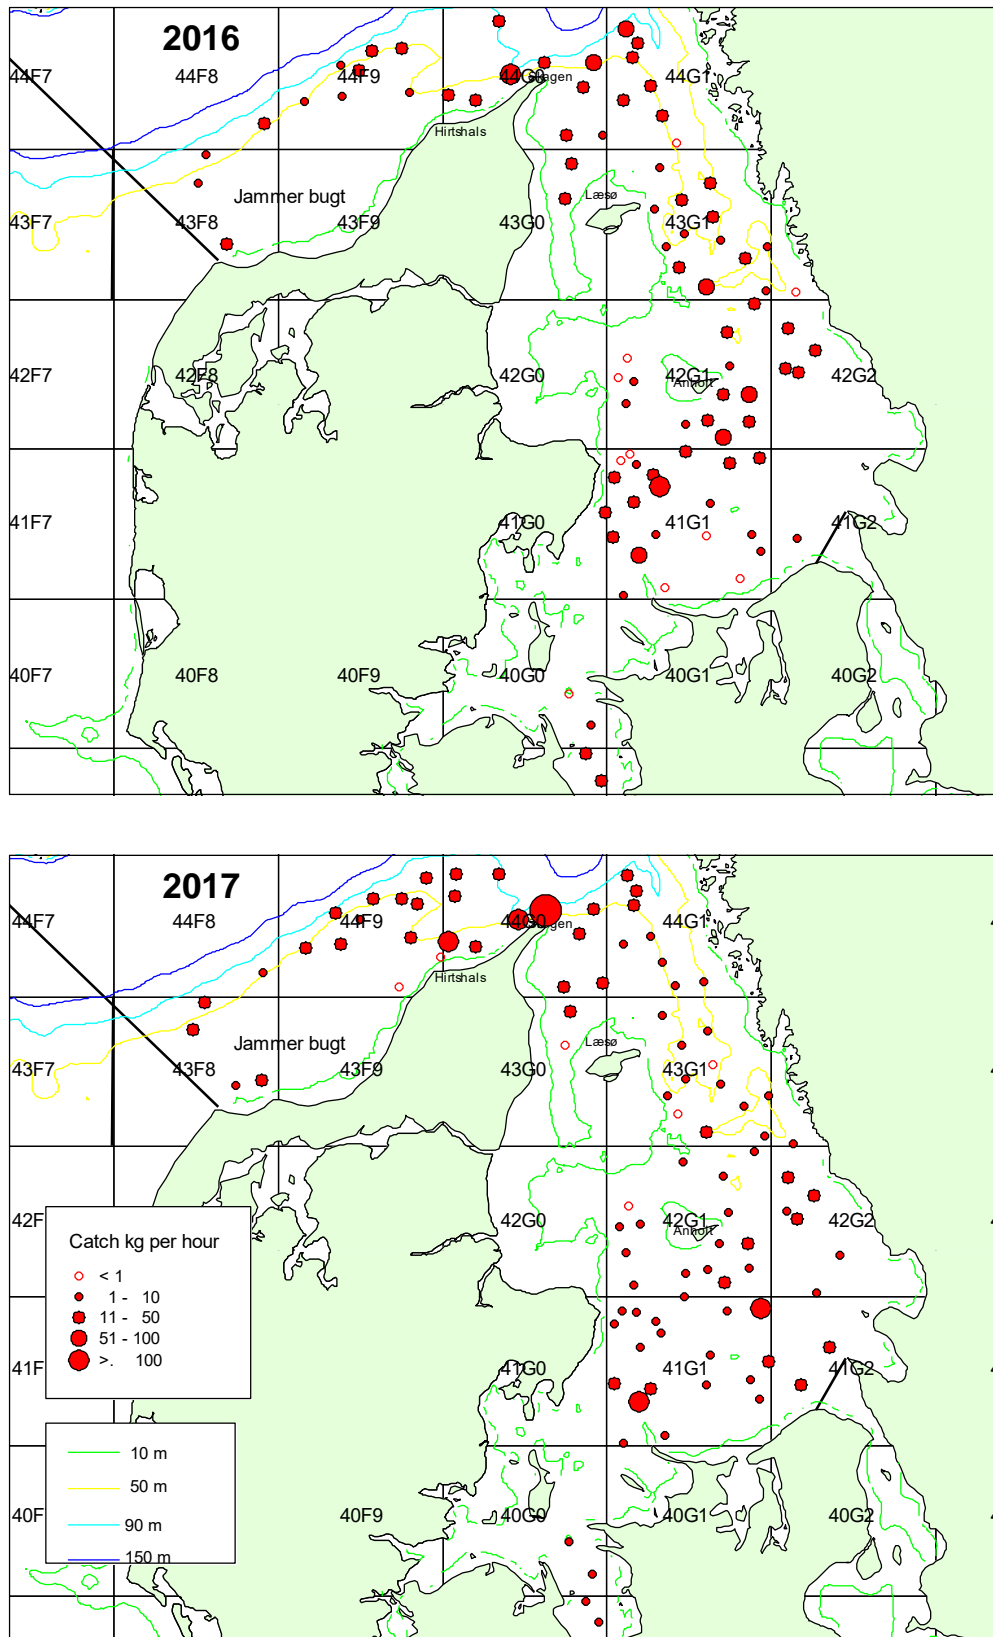 2016
44F7 44F8 44F9 44G0 Skagen 44G1
Hirtshals
Jammer bugt Læsø
43F7 43F8 43F9 43G0 43G1
42F7 42F8 42G0 42G1 42G2
Anholt
41F7 41G0 41G1 41G2
40F7 40F8 40F9 40G0 40G1 40G2
2017
44F7 44F8 44F9 44G0 44G1
Hirtshals
Jammer bugt Læsø
43F7 43F8 43F9 43G0 43G1
42F 42G0 42G1 42G2
Anholt
Catch kg per hour
< 1
1 - 10
11 - 50
51 - 100
>. 100
41F 41G0 41G1 41G2
10 m
50 m
90 m
150 m
40F 40F9 40G0 40G1 40G2